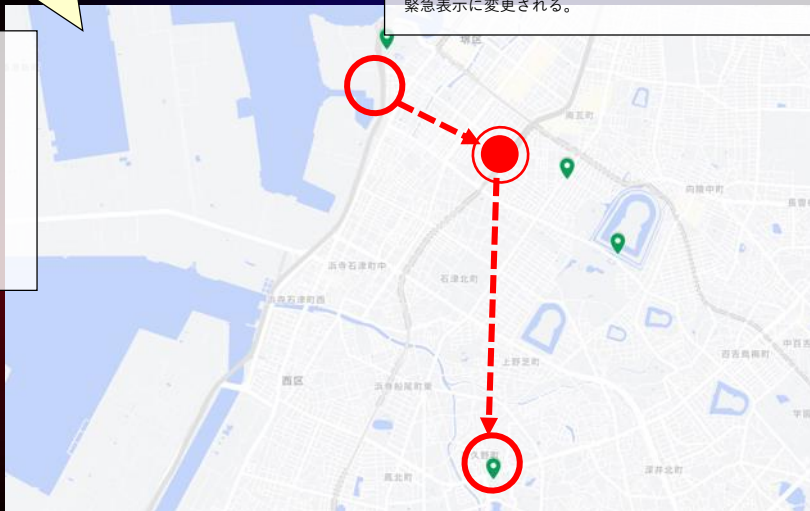 緊急表示に変更される。
堺区
南瓦町
向陵中町
浜寺石津町中
石津北町
浜寺石津町西
上野芝町
百舌鳥梅町
西区
浜寺船尾町東
久野町
深井北町
鳳北町